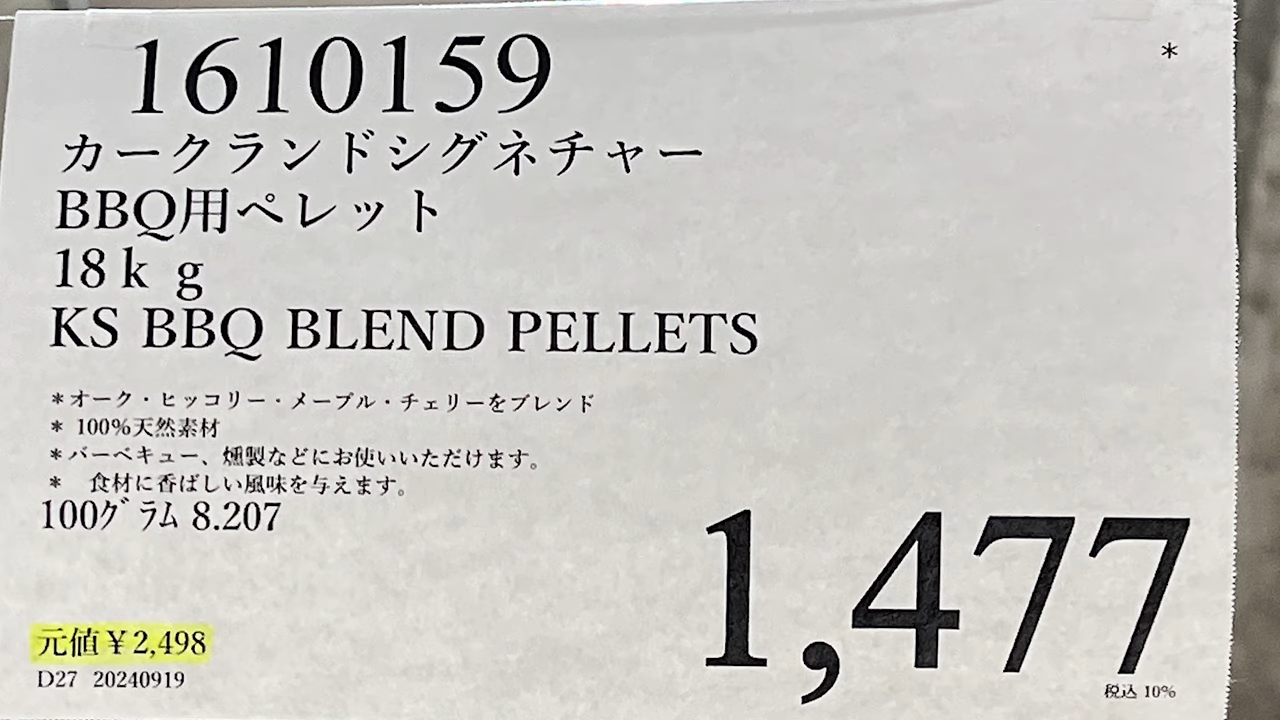 1610159
*
カークランドシグネチャー
BBQ用ペレット
18ｋｇ
KS BBQ BLEND PELLETS
＊オーク・ヒッコリー・メープル・チェリーをブレンド
＊ 100%天然素材
＊バーベキュー、燻製などにお使いいただけます。
＊　食材に香ばしい風味を与えます。
100ｸﾞﾗﾑ 8.207
1,477
元値￥2,498
D27 20240919
税込 10%